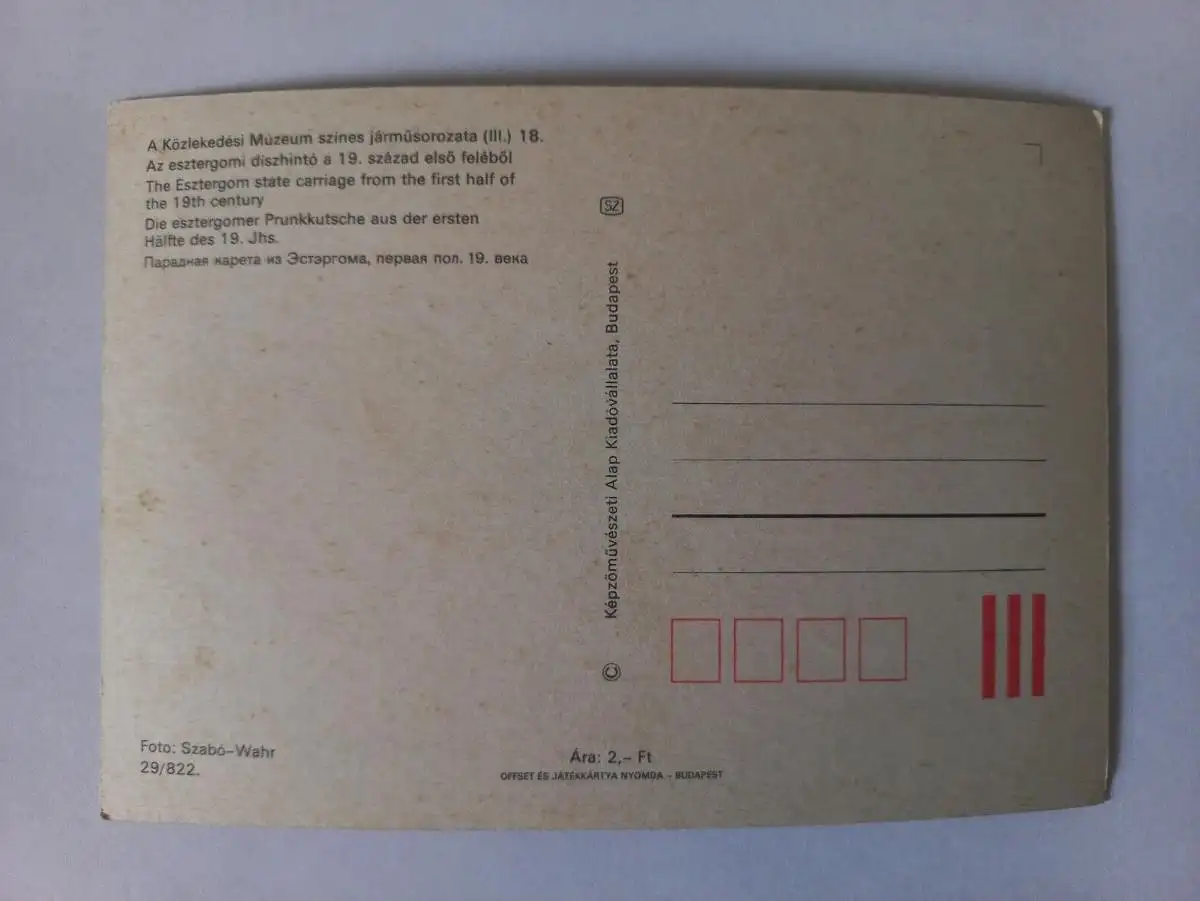 A Közlekedési Múzeum színes járműsorozata (III.) 18.
Az esztergomi díszhintó a 19. század első feléből
The Esztergom state carriage from the first half of
the 19th century
Die esztergomer Prunkkutsche aus der ersten
Hälfte des 19. Jhs.
Парадная карета из Эстэргома, первая пол. 19. века
SZ
© Képzőművészeti Alap Kiadóvállalata, Budapest
Foto: Szabó–Wahr
29/822.
Ára: 2,– Ft
OFFSET ÉS JÁTÉKKÁRTYA NYOMDA – BUDAPEST